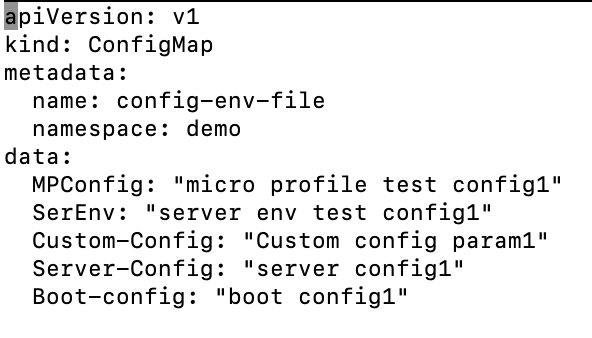 apiVersion: v1
kind: ConfigMap
metadata:
  name: config-env-file
  namespace: demo
data:
  MPConfig: "micro profile test config1"
  SerEnv: "server env test config1"
  Custom-Config: "Custom config param1"
  Server-Config: "server config1"
  Boot-config: "boot config1"